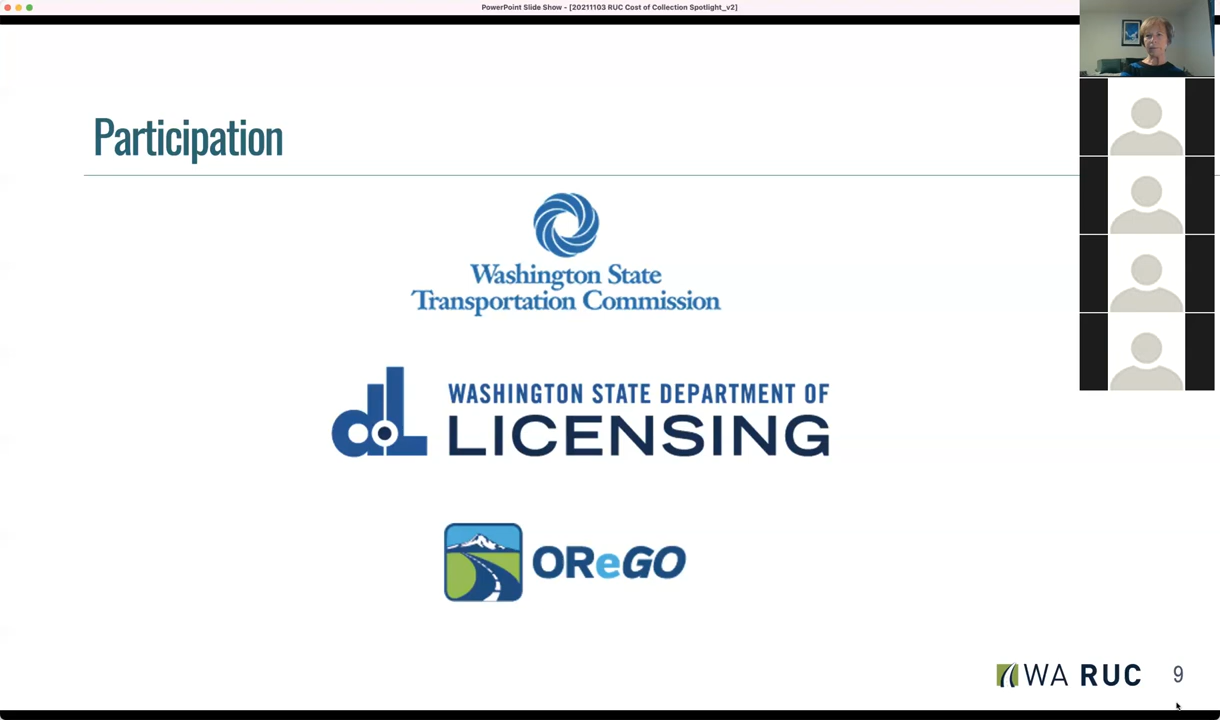 PowerPoint Slide Show - [20211103 RUC Cost of Collection Spotlight_v2]
Participation
Washington State
Transportation Commission
dL
WASHINGTON STATE DEPARTMENT OF
LICENSING
OReGO
WA RUC
9